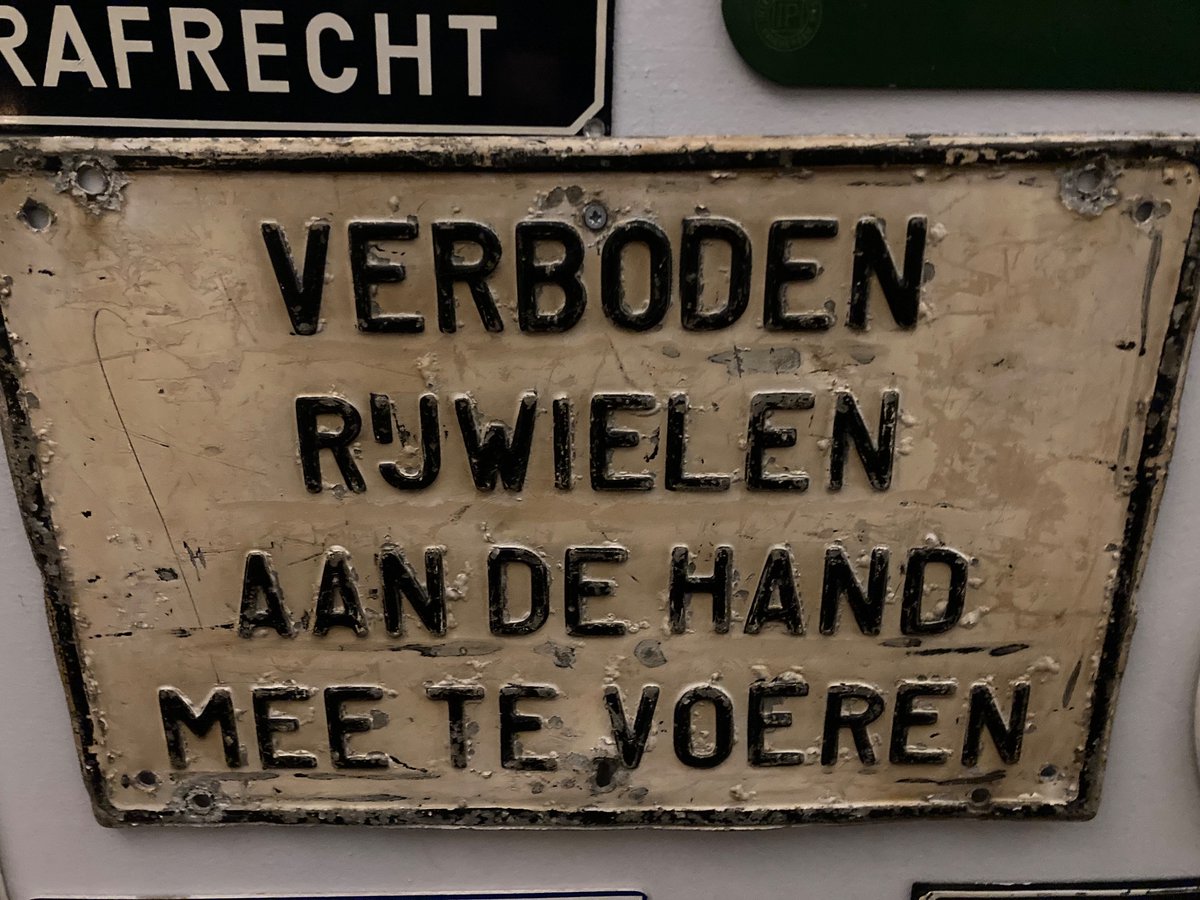 RAFRECHT
VERBODEN
RIJWIELEN
AAN DE HAND
MEE TE VOEREN